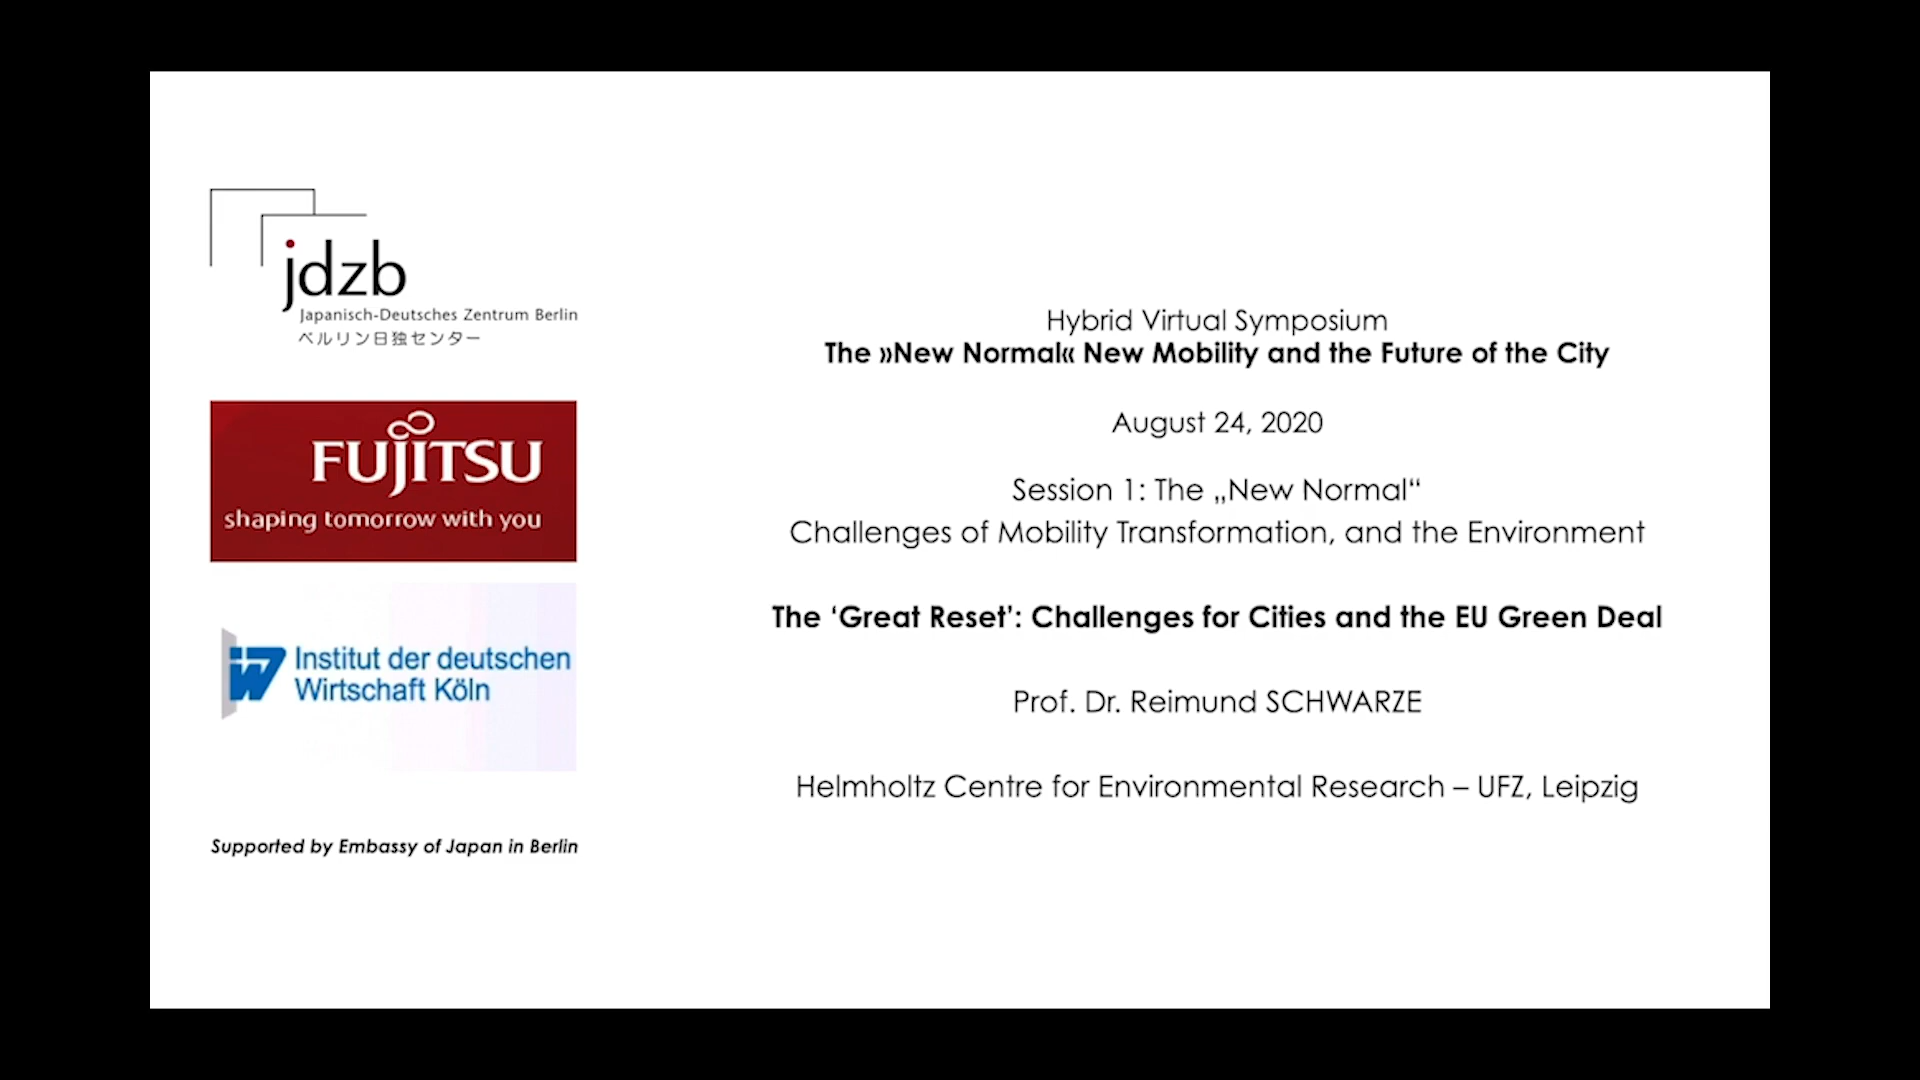 jdzb
Japanisch-Deutsches Zentrum Berlin
ベルリン日独センター
FUJITSU
shaping tomorrow with you
iw Institut der deutschen
Wirtschaft Köln
Supported by Embassy of Japan in Berlin
Hybrid Virtual Symposium
The »New Normal« New Mobility and the Future of the City
August 24, 2020
Session 1: The „New Normal“
Challenges of Mobility Transformation, and the Environment
The ‘Great Reset’: Challenges for Cities and the EU Green Deal
Prof. Dr. Reimund SCHWARZE
Helmholtz Centre for Environmental Research – UFZ, Leipzig